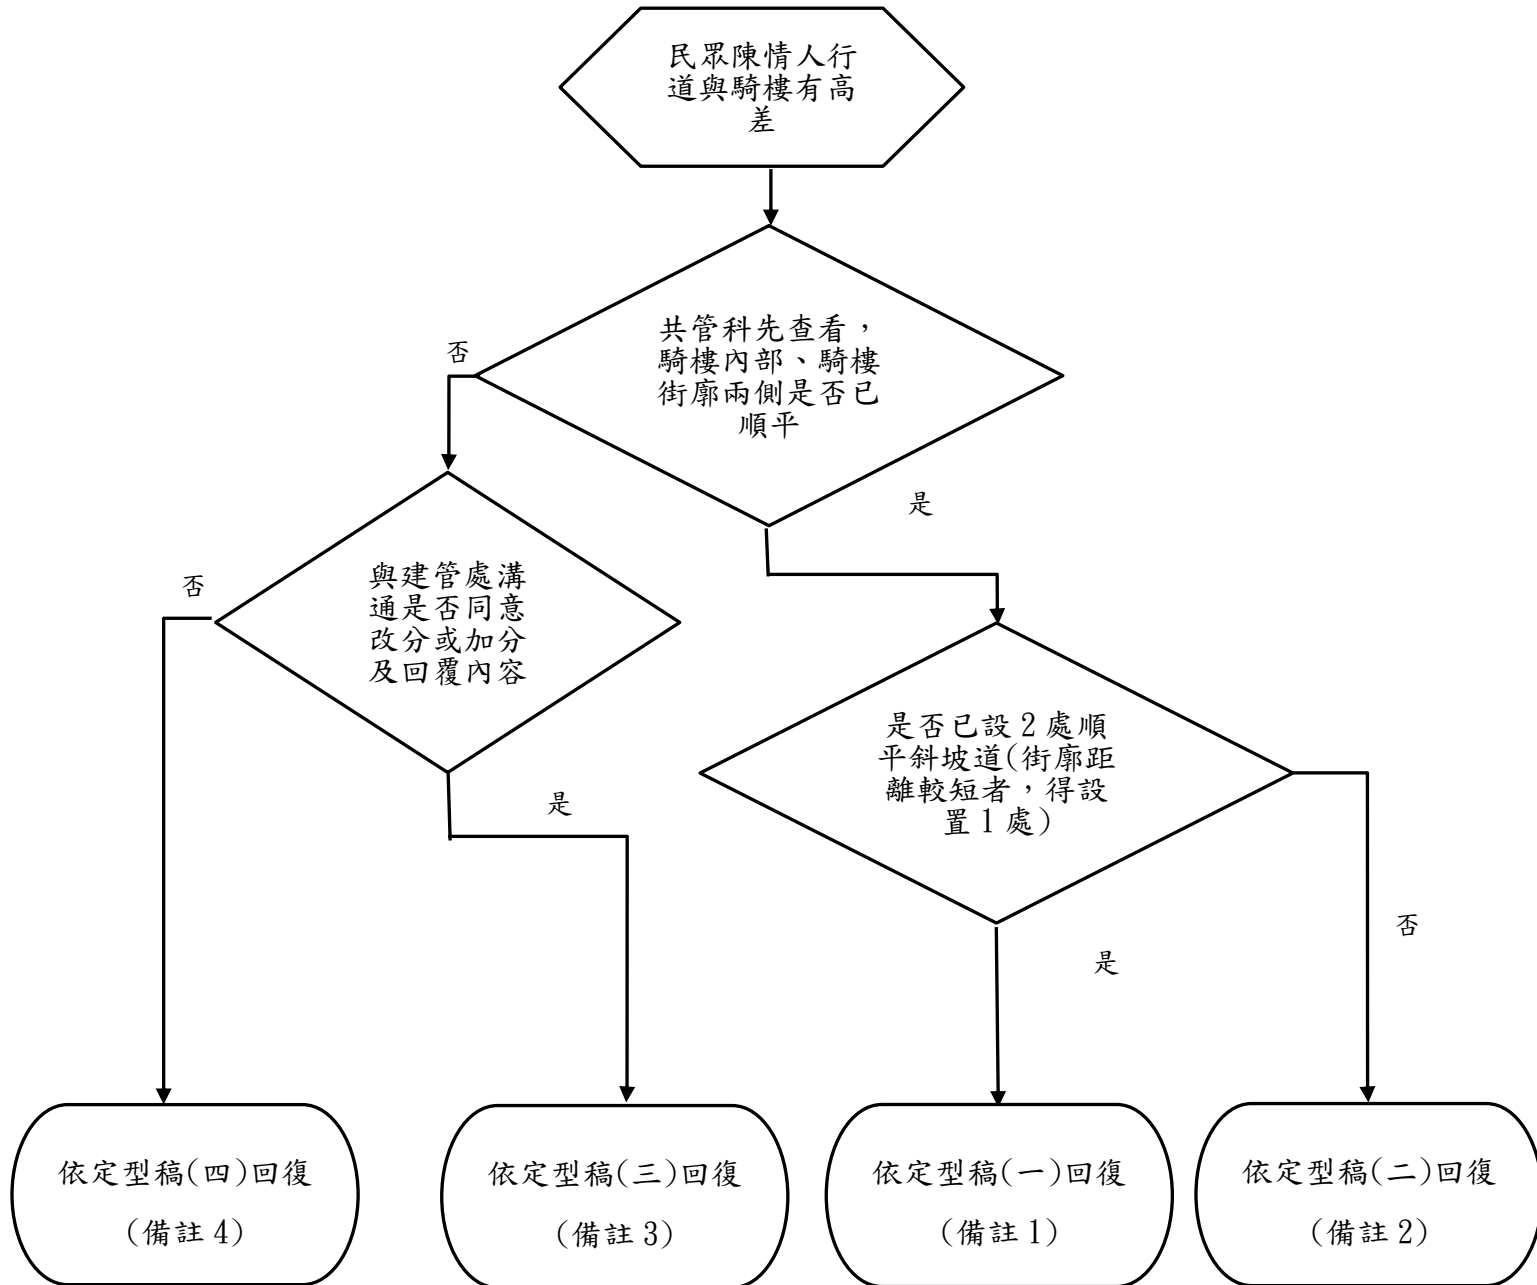 民眾陳情人行
道與騎樓有高
差
共管科先查看，
騎樓內部、騎樓
街廓兩側是否已
順平
否
是
與建管處溝
通是否同意
改分或加分
及回覆內容
否
是
是否已設2處順
平斜坡道(街廓距
離較短者，得設
置1處)
是
否
依定型稿(四)回復
(備註4)
依定型稿(三)回復
(備註3)
依定型稿(一)回復
(備註1)
依定型稿(二)回復
(備註2)